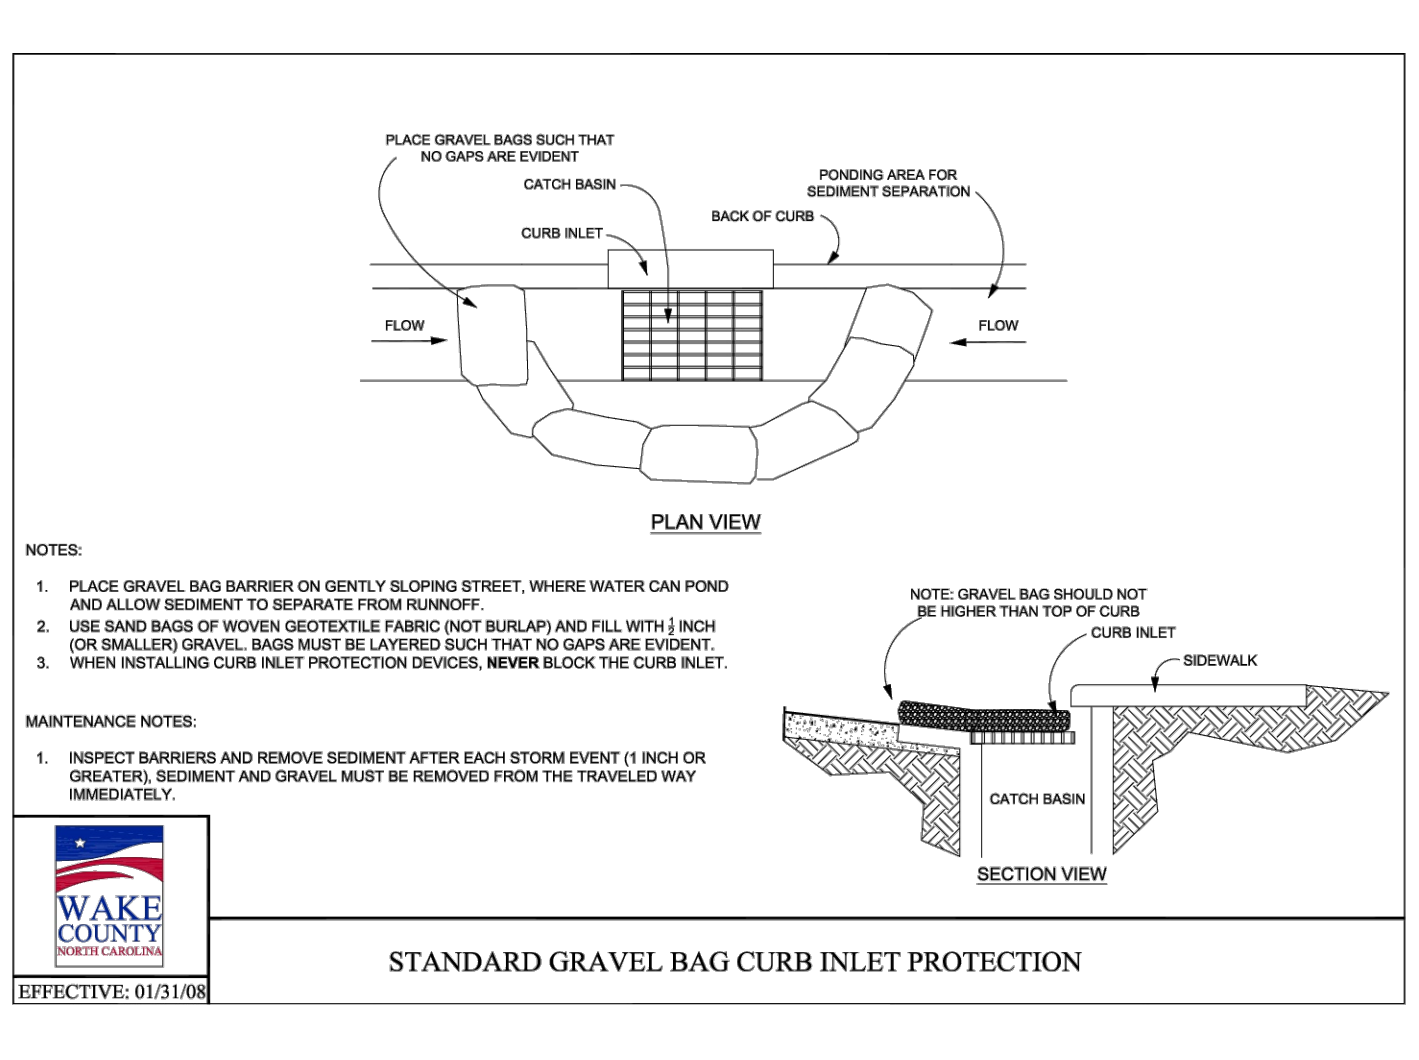 PLACE GRAVEL BAGS SUCH THAT
NO GAPS ARE EVIDENT
CATCH BASIN
CURB INLET
PONDING AREA FOR
SEDIMENT SEPARATION
BACK OF CURB
FLOW
FLOW
PLAN VIEW
NOTES:
1. PLACE GRAVEL BAG BARRIER ON GENTLY SLOPING STREET, WHERE WATER CAN POND
AND ALLOW SEDIMENT TO SEPARATE FROM RUNNOFF.
2. USE SAND BAGS OF WOVEN GEOTEXTILE FABRIC (NOT BURLAP) AND FILL WITH ½ INCH
(OR SMALLER) GRAVEL. BAGS MUST BE LAYERED SUCH THAT NO GAPS ARE EVIDENT.
3. WHEN INSTALLING CURB INLET PROTECTION DEVICES, NEVER BLOCK THE CURB INLET.
MAINTENANCE NOTES:
1. INSPECT BARRIERS AND REMOVE SEDIMENT AFTER EACH STORM EVENT (1 INCH OR
GREATER), SEDIMENT AND GRAVEL MUST BE REMOVED FROM THE TRAVELED WAY
IMMEDIATELY.
NOTE: GRAVEL BAG SHOULD NOT
BE HIGHER THAN TOP OF CURB
CURB INLET
SIDEWALK
CATCH BASIN
SECTION VIEW
WAKE
COUNTY
NORTH CAROLINA
EFFECTIVE: 01/31/08
STANDARD GRAVEL BAG CURB INLET PROTECTION